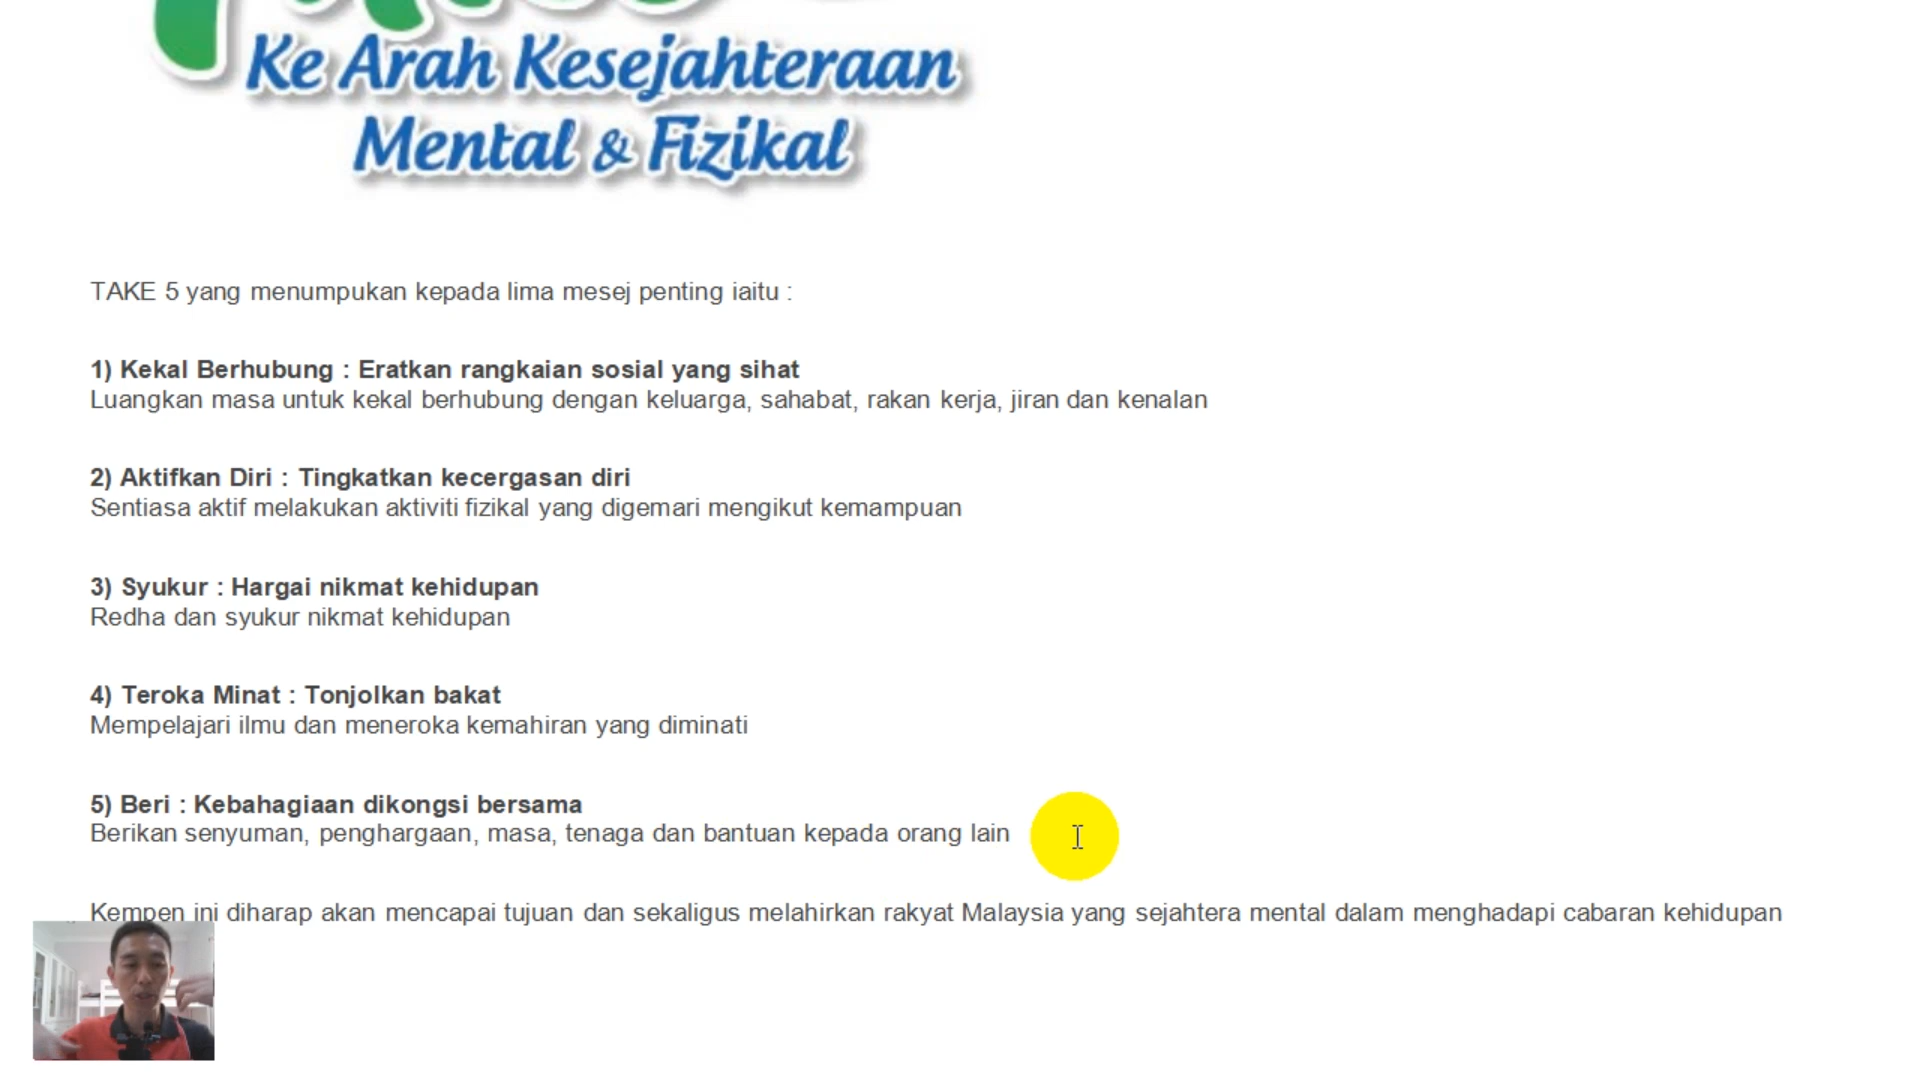 Ke Arah Kesejahteraan
Mental & Fizikal
TAKE 5 yang menumpukan kepada lima mesej penting iaitu :
1) Kekal Berhubung : Eratkan rangkaian sosial yang sihat
Luangkan masa untuk kekal berhubung dengan keluarga, sahabat, rakan kerja, jiran dan kenalan
2) Aktifkan Diri : Tingkatkan kecergasan diri
Sentiasa aktif melakukan aktiviti fizikal yang digemari mengikut kemampuan
3) Syukur : Hargai nikmat kehidupan
Redha dan syukur nikmat kehidupan
4) Teroka Minat : Tonjolkan bakat
Mempelajari ilmu dan meneroka kemahiran yang diminati
5) Beri : Kebahagiaan dikongsi bersama
Berikan senyuman, penghargaan, masa, tenaga dan bantuan kepada orang lain
Kempen ini diharap akan mencapai tujuan dan sekaligus melahirkan rakyat Malaysia yang sejahtera mental dalam menghadapi cabaran kehidupan